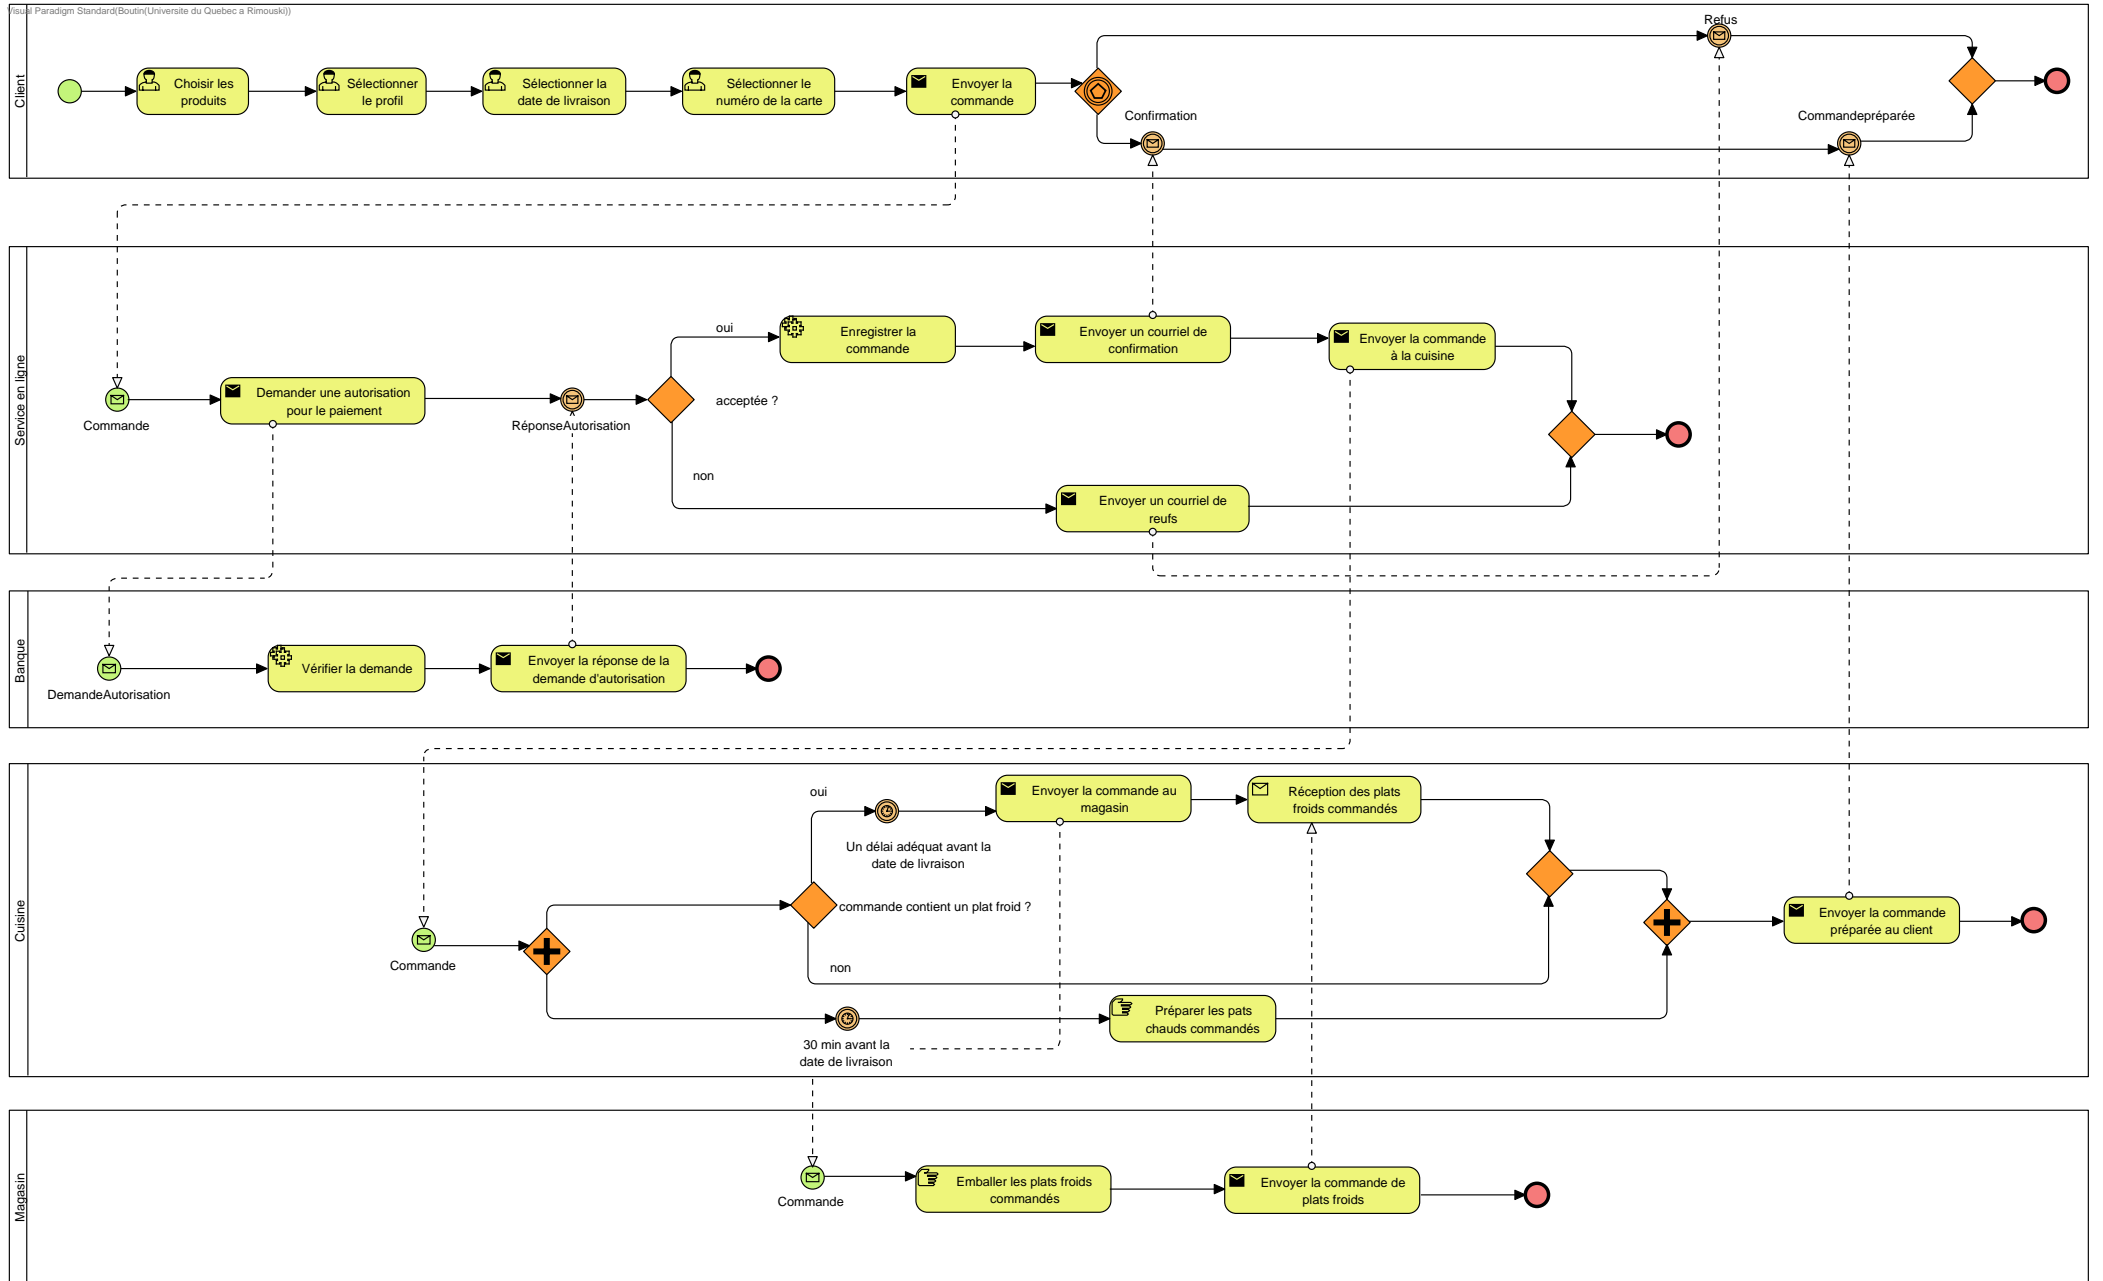 Visual Paradigm Standard(Boutin(Universite du Quebec a Rimouski))
Client
Choisir les
produits
Sélectionner
le profil
Sélectionner la
date de livraison
Sélectionner le
numéro de la carte
Envoyer la
commande
Confirmation
Refus
Commandepréparée
Service en ligne
Commande
Demander une autorisation
pour le paiement
RéponseAutorisation
oui
acceptée ?
non
Enregistrer la
commande
Envoyer un courriel de
confirmation
Envoyer la commande
à la cuisine
Envoyer un courriel de
reufs
Banque
DemandeAutorisation
Vérifier la demande
Envoyer la réponse de la
demande d'autorisation
Cuisine
Commande
oui
Un délai adéquat avant la
date de livraison
commande contient un plat froid ?
non
Envoyer la commande au
magasin
Réception des plats
froids commandés
30 min avant la
date de livraison
Préparer les pats
chauds commandés
Envoyer la commande
préparée au client
Magasin
Commande
Emballer les plats froids
commandés
Envoyer la commande de
plats froids